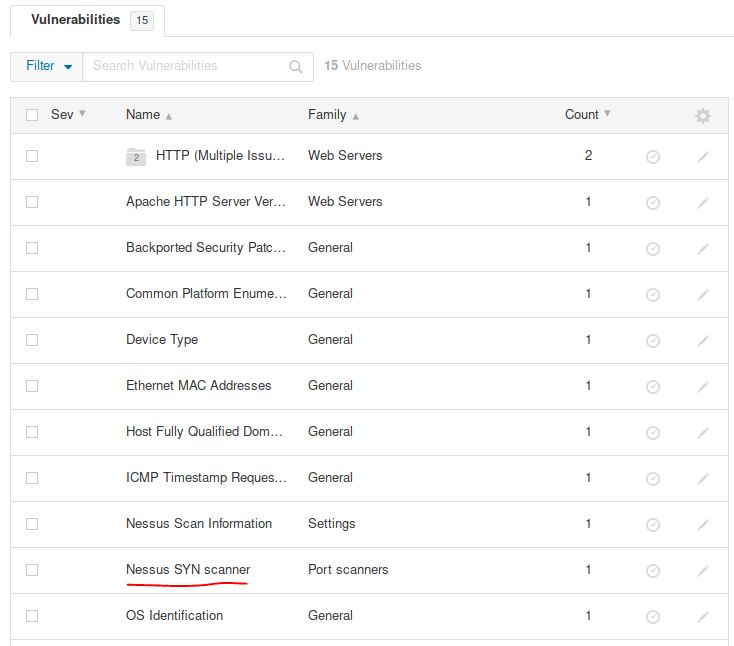 Vulnerabilities 15
Filter Search Vulnerabilities 15 Vulnerabilities
Sev Name Family Count
2 HTTP (Multiple Issu... Web Servers 2
Apache HTTP Server Ver... Web Servers 1
Backported Security Patc... General 1
Common Platform Enume... General 1
Device Type General 1
Ethernet MAC Addresses General 1
Host Fully Qualified Dom... General 1
ICMP Timestamp Reques... General 1
Nessus Scan Information Settings 1
Nessus SYN scanner Port scanners 1
OS Identification General 1